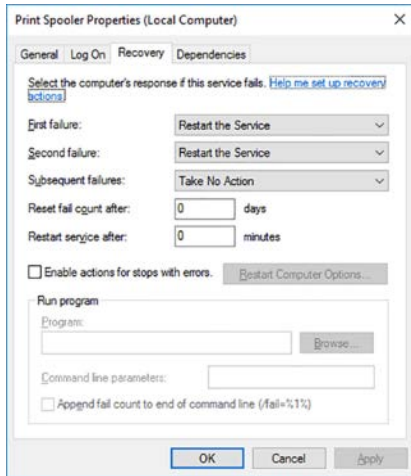 Print Spooler Properties (Local Computer)
General Log On Recovery Dependencies
Select the computer's response if this service fails. Help me set up recovery
actions.
First failure: Restart the Service
Second failure: Restart the Service
Subsequent failures: Take No Action
Reset fail count after: 0 days
Restart service after: 0 minutes
Enable actions for stops with errors. Restart Computer Options...
Run program
Program:
Browse...
Command line parameters:
Append fail count to end of command line (/fail=%1%)
OK Cancel Apply